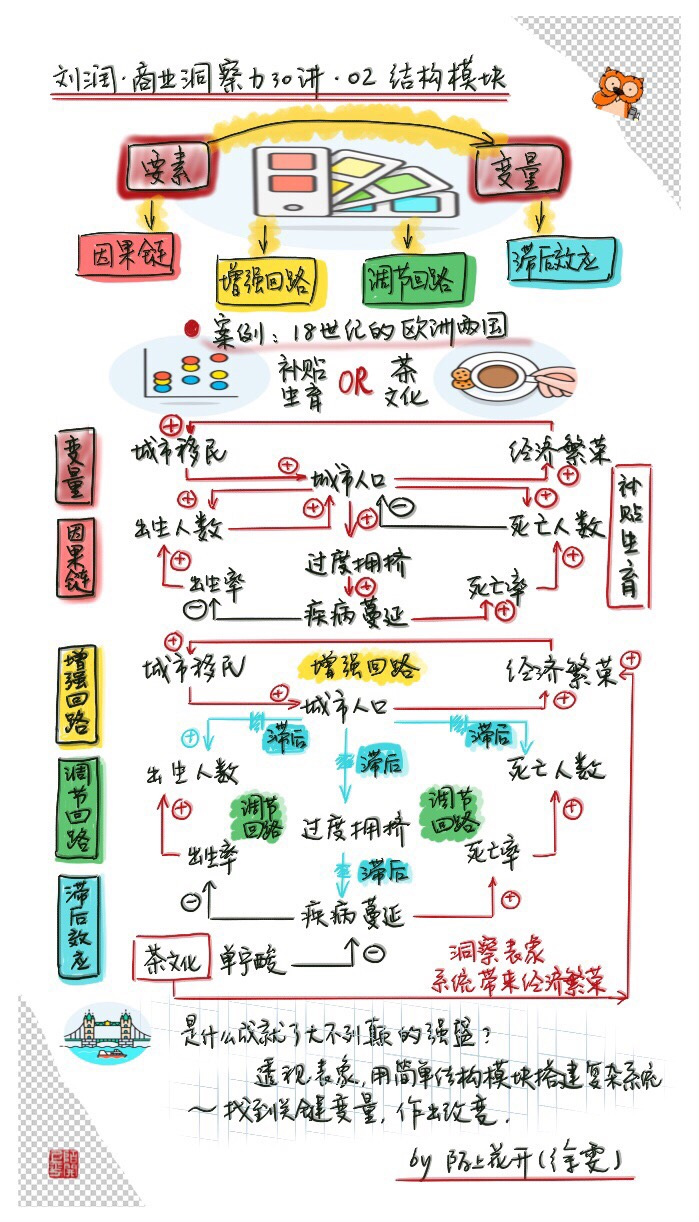 刘润·商业洞察力30讲·02结构模块
要素
变量
因果链
增强回路
调节回路
滞后效应
案例:18世纪的欧洲两国
补贴
生育
OR
茶
文化
变量
因果链
城市移民
经济繁荣
城市人口
出生人数
死亡人数
过度拥挤
出生率
死亡率
疾病蔓延
补贴生育
增强回路
调节回路
滞后效应
城市移民
增强回路
经济繁荣
城市人口
滞后
滞后
滞后
出生人数
死亡人数
调节
回路
过度拥挤
调节
回路
出生率
滞后
死亡率
疾病蔓延
茶文化
单宁酸
洞察表象
系统带来经济繁荣
是什么成就了大不列颠的强盛?
透视表象,用简单结构模块搭建复杂系统
~找到关键变量,作出改变.
by 陌上花开(徐雯)